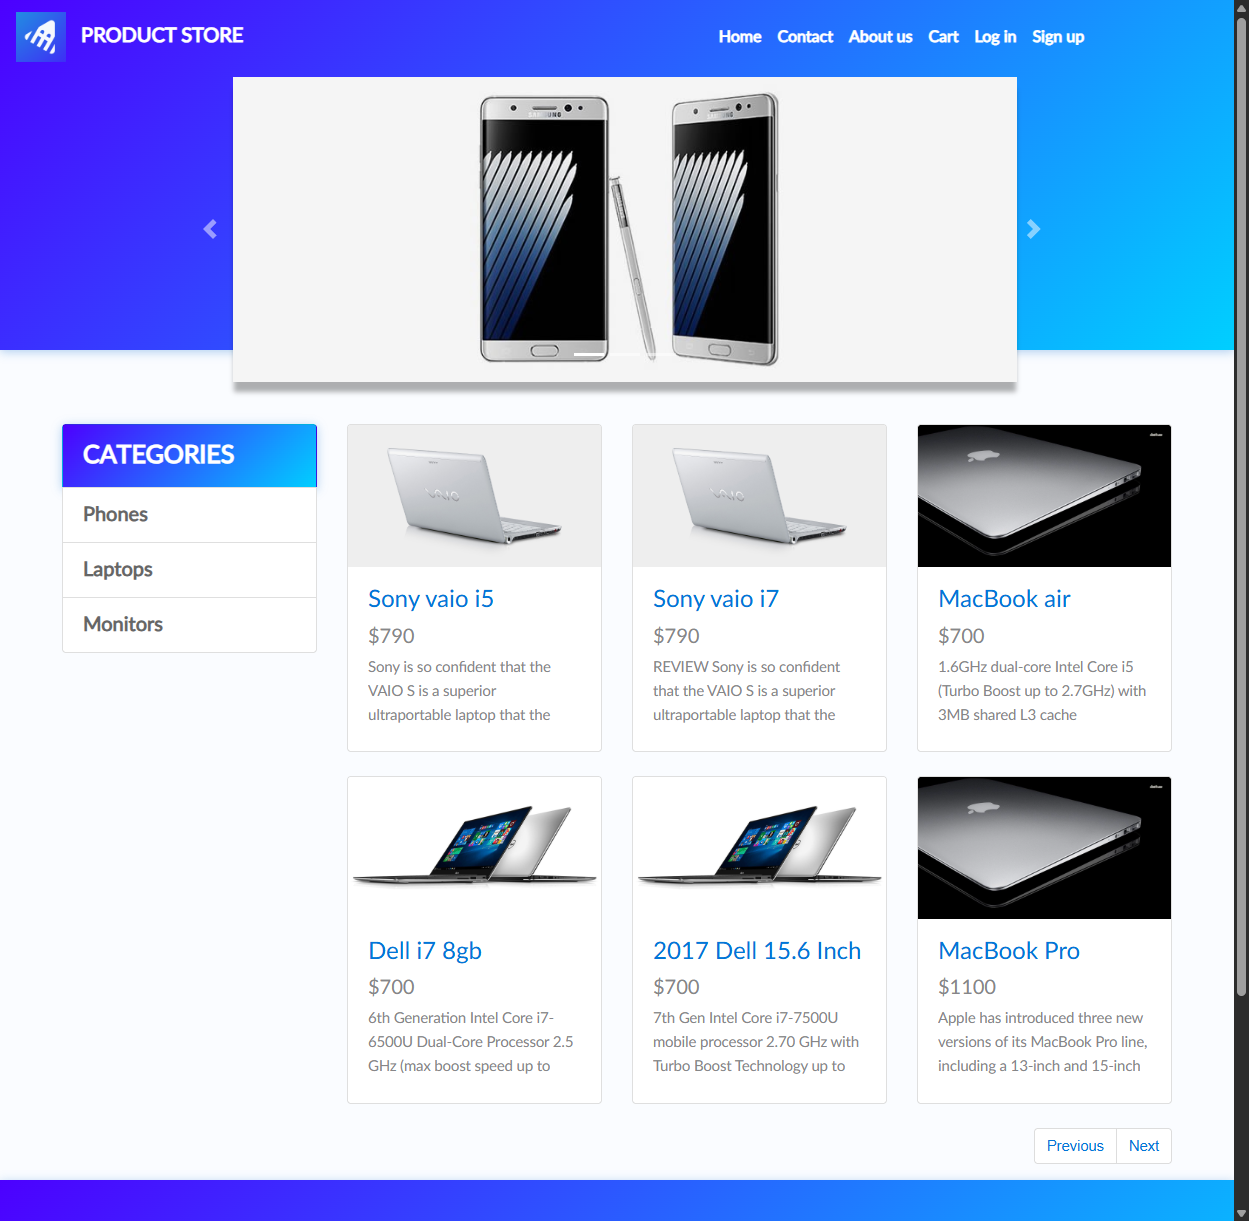 PRODUCT STORE
Home Contact About us Cart Log in Sign up
SAMSUNG SAMSUNG
CATEGORIES
Phones
Laptops
Monitors
VAIO
Sony vaio i5
$790
Sony is so confident that the
VAIO S is a superior
ultraportable laptop that the
VAIO
Sony vaio i7
$790
REVIEW Sony is so confident
that the VAIO S is a superior
ultraportable laptop that the
MacBook air
$700
1.6GHz dual-core Intel Core i5
(Turbo Boost up to 2.7GHz) with
3MB shared L3 cache
Dell i7 8gb
$700
6th Generation Intel Core i7-
6500U Dual-Core Processor 2.5
GHz (max boost speed up to
2017 Dell 15.6 Inch
$700
7th Gen Intel Core i7-7500U
mobile processor 2.70 GHz with
Turbo Boost Technology up to
MacBook Pro
$1100
Apple has introduced three new
versions of its MacBook Pro line,
including a 13-inch and 15-inch
Previous Next